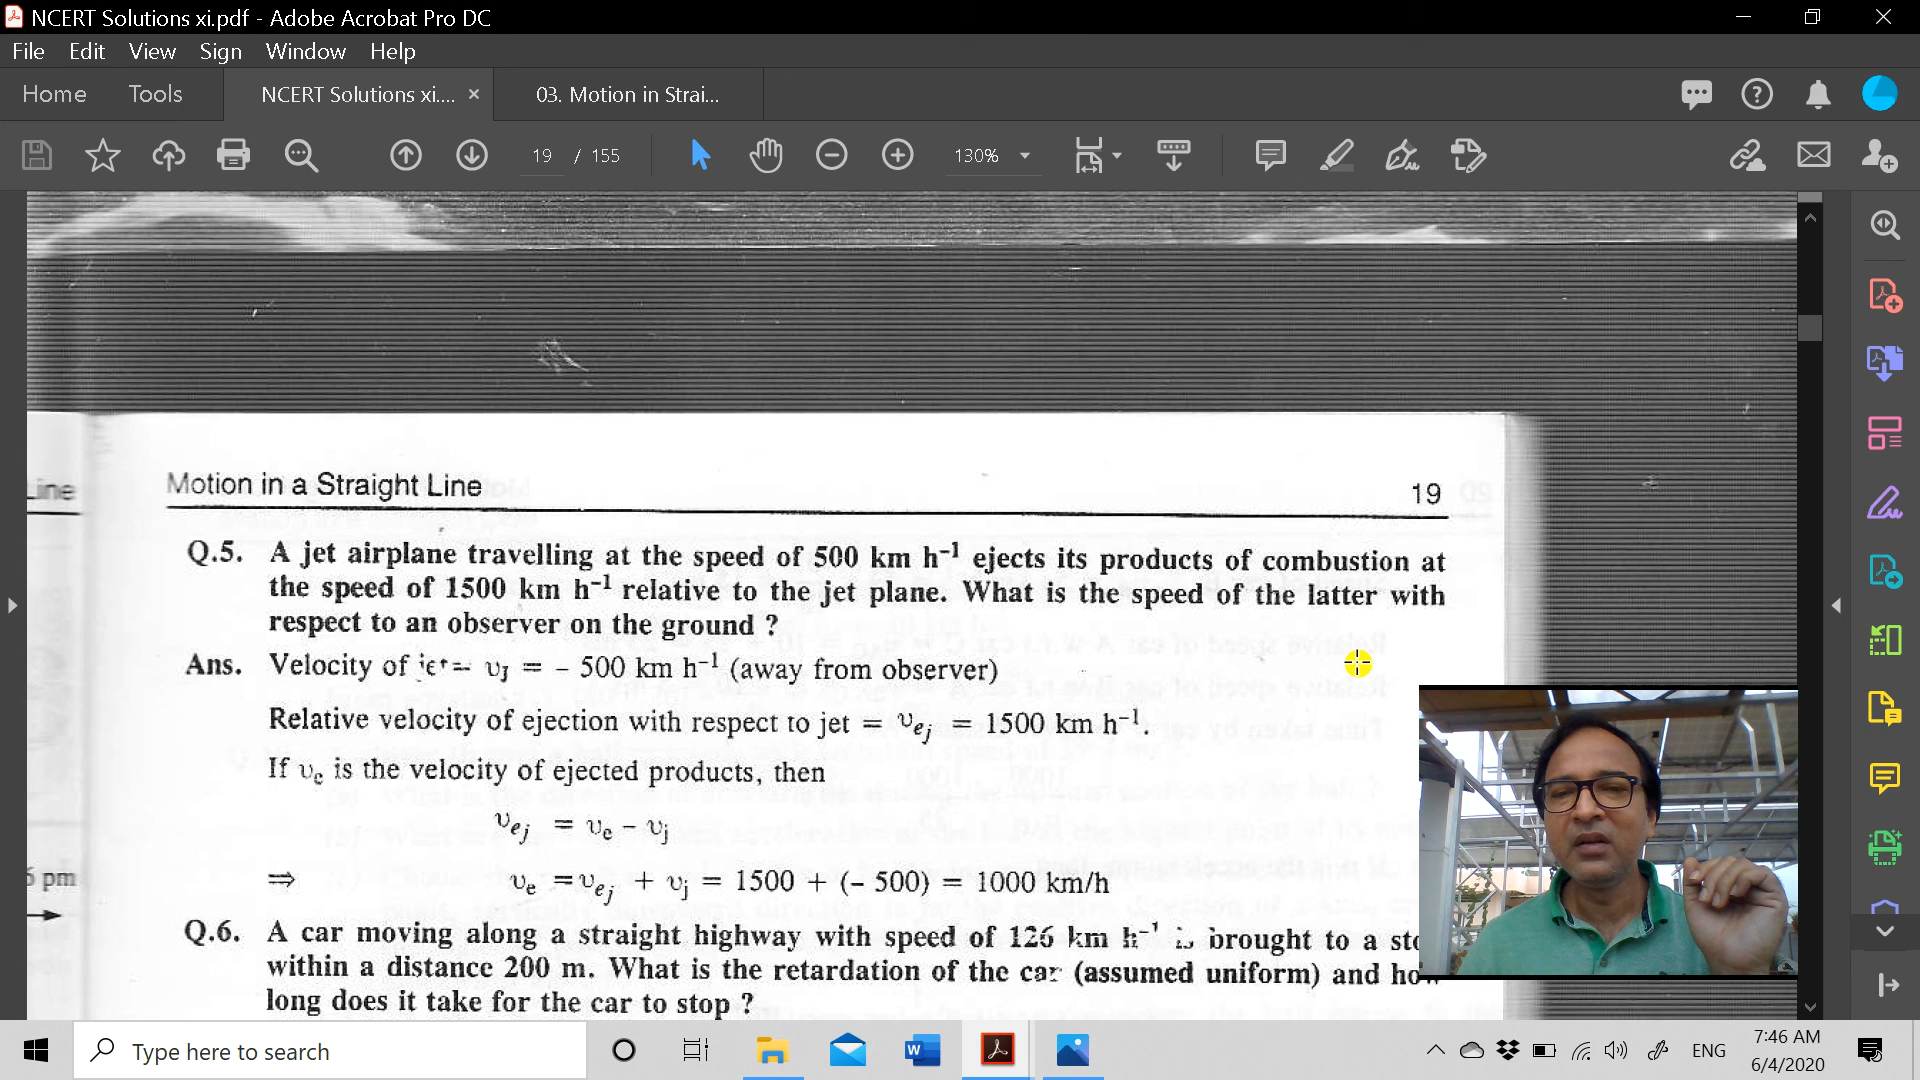 NCERT Solutions xi.pdf - Adobe Acrobat Pro DC
File Edit View Sign Window Help
Home Tools NCERT Solutions xi.... × 03. Motion in Strai...
19 / 155 130%
Line
Motion in a Straight Line 19
Q.5. A jet airplane travelling at the speed of 500 km h⁻¹ ejects its products of combustion at
the speed of 1500 km h⁻¹ relative to the jet plane. What is the speed of the latter with
respect to an observer on the ground ?
Ans. Velocity of jet = υJ = – 500 km h⁻¹ (away from observer)
Relative velocity of ejection with respect to jet = υej = 1500 km h⁻¹.
If υe is the velocity of ejected products, then
υej = υe – υj
6 pm
⇒ υe = υej + υj = 1500 + (– 500) = 1000 km/h
Q.6. A car moving along a straight highway with speed of 126 km h⁻¹ is brought to a sto
within a distance 200 m. What is the retardation of the car (assumed uniform) and how
long does it take for the car to stop ?
Type here to search
ENG
7:46 AM
6/4/2020